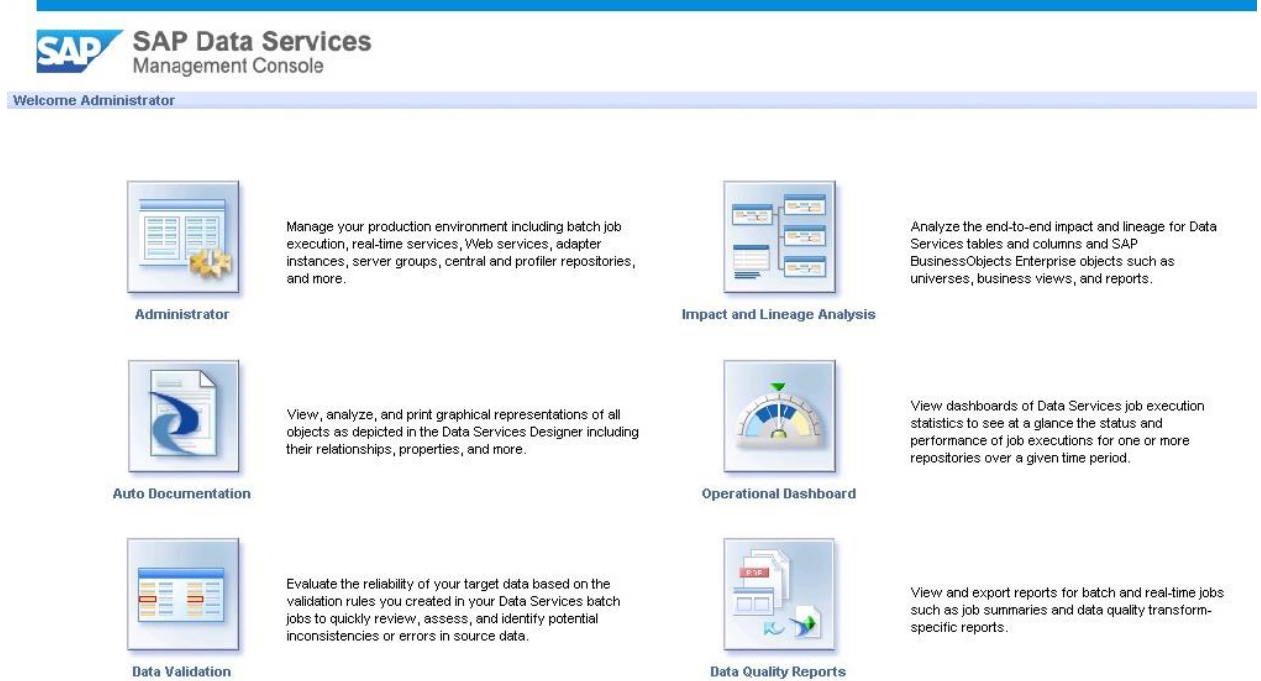 SAP
SAP Data Services
Management Console
Welcome Administrator
Manage your production environment including batch job
execution, real-time services, Web services, adapter
instances, server groups, central and profiler repositories,
and more.
Administrator
Analyze the end-to-end impact and lineage for Data
Services tables and columns and SAP
BusinessObjects Enterprise objects such as
universes, business views, and reports.
Impact and Lineage Analysis
View, analyze, and print graphical representations of all
objects as depicted in the Data Services Designer including
their relationships, properties, and more.
Auto Documentation
View dashboards of Data Services job execution
statistics to see at a glance the status and
performance of job executions for one or more
repositories over a given time period.
Operational Dashboard
Evaluate the reliability of your target data based on the
validation rules you created in your Data Services batch
jobs to quickly review, assess, and identify potential
inconsistencies or errors in source data.
Data Validation
PDF
View and export reports for batch and real-time jobs
such as job summaries and data quality transform-
specific reports.
Data Quality Reports